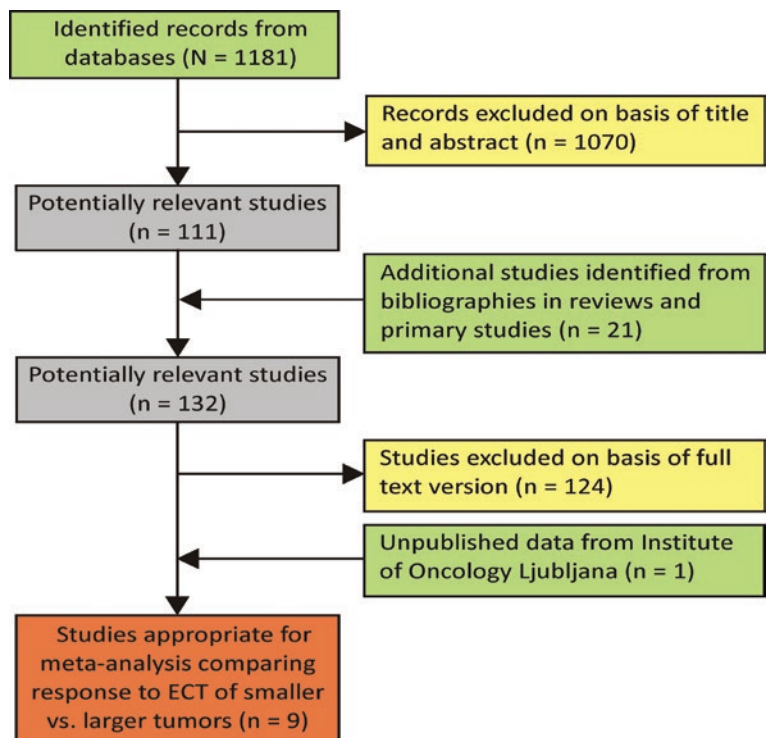 Identified records from
databases (N = 1181)
Records excluded on basis of title
and abstract (n = 1070)
Potentially relevant studies
(n = 111)
Additional studies identified from
bibliographies in reviews and
primary studies (n = 21)
Potentially relevant studies
(n = 132)
Studies excluded on basis of full
text version (n = 124)
Unpublished data from Institute
of Oncology Ljubljana (n = 1)
Studies appropriate for
meta-analysis comparing
response to ECT of smaller
vs. larger tumors (n = 9)